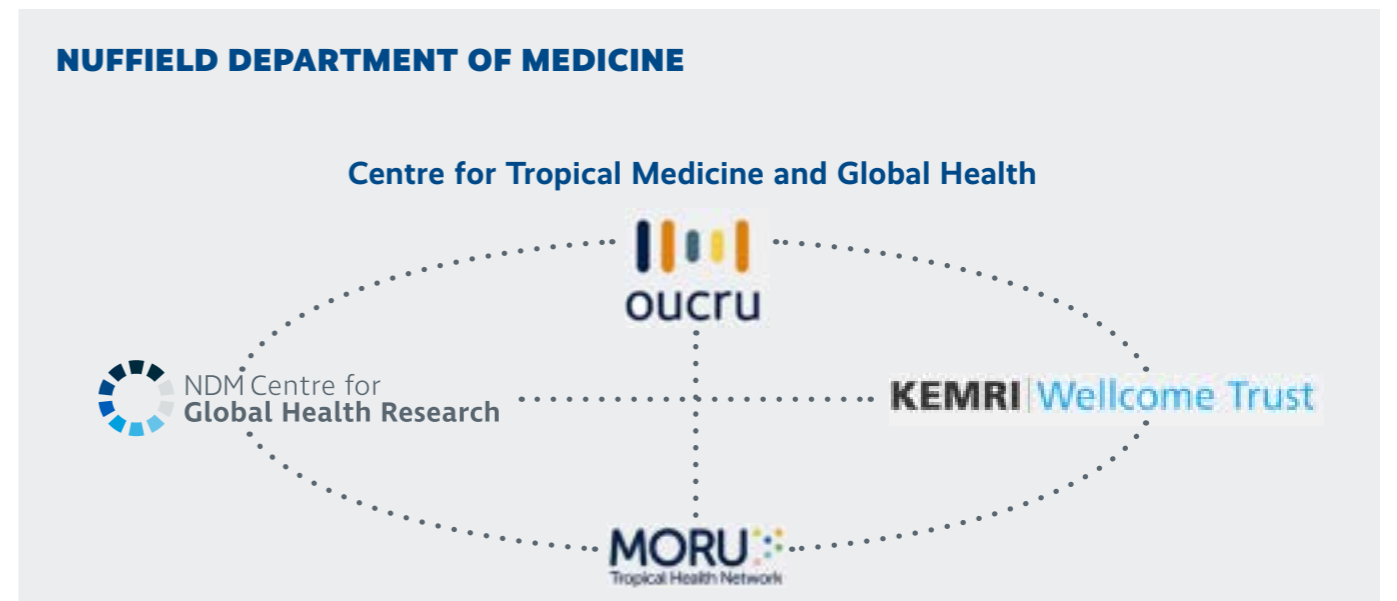 NUFFIELD DEPARTMENT OF MEDICINE
Centre for Tropical Medicine and Global Health
oucru
NDM Centre for
Global Health Research
KEMRI Wellcome Trust
MORU
Tropical Health Network